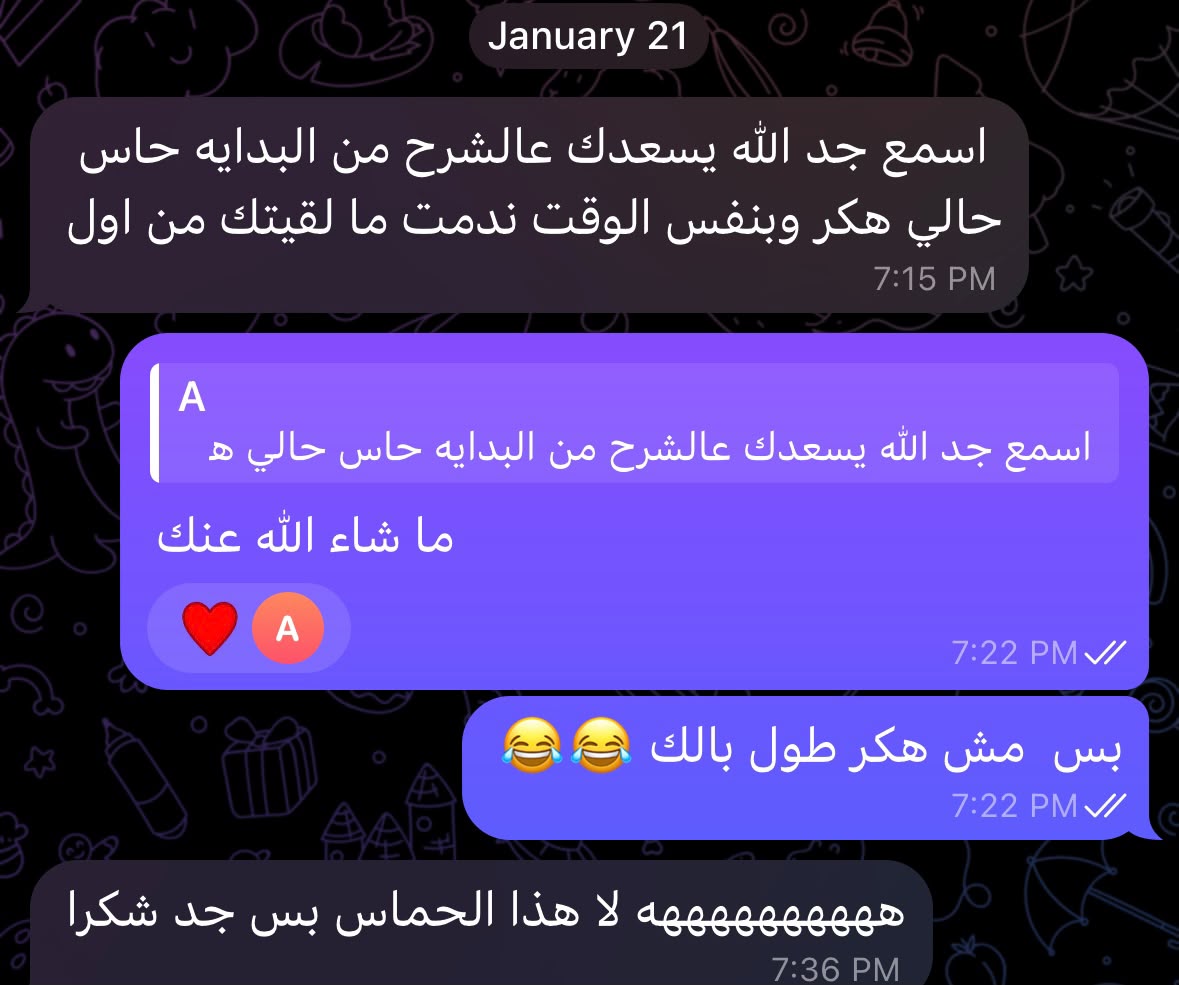 January 21
اسمع جد الله يسعدك عالشرح من البدايه حاس
حالي هكر وبنفس الوقت ندمت ما لقيتك من اول
7:15 PM
A
اسمع جد الله يسعدك عالشرح من البدايه حاس حالي ه
ما شاء الله عنك
❤️ A
7:22 PM
بس  مش هكر طول بالك 😂😂
7:22 PM
هههههههههههه لا هذا الحماس بس جد شكرا
7:36 PM